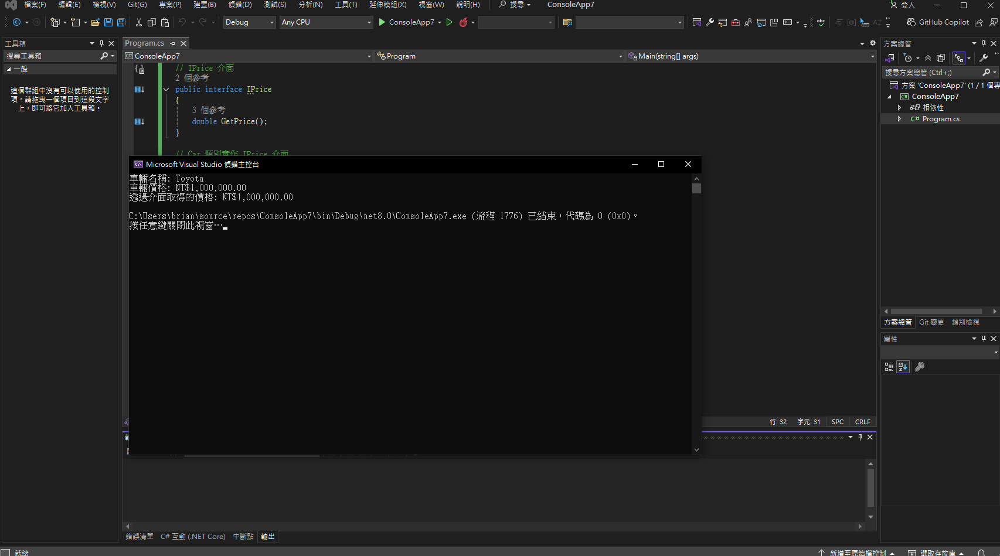 檔案(F) 編輯(E) 檢視(V) Git(G) 專案(P) 建置(B) 偵錯(D) 測試(S) 分析(N) 工具(T) 延伸模組(X) 視窗(W) 說明(H) 搜尋 ConsoleApp7 登入
Debug Any CPU ConsoleApp7 GitHub Copilot
工具箱
搜尋工具箱
一般
這個群組中沒有可以使用的控制
項。請拖曳一個項目到這段文字
上，即可將它加入工具箱。
Program.cs
ConsoleApp7 Program Main(string[] args)
// IPrice 介面
2 個參考
public interface IPrice
{
3 個參考
double GetPrice();
}
// Car 類別實作 IPrice 介面
Microsoft Visual Studio 偵錯主控台
車輛名稱: Toyota
車輛價格: NT$1,000,000.00
透過介面取得的價格: NT$1,000,000.00
C:\Users\brian\source\repos\ConsoleApp7\bin\Debug\net8.0\ConsoleApp7.exe (流程 1776) 已結束，代碼為 0 (0x0)。
按任意鍵關閉此視窗…
行: 32 字元: 31 SPC CRLF
錯誤清單 C# 互動 (.NET Core) 中斷點 輸出
方案總管
搜尋方案總管 (Ctrl+;)
方案 'ConsoleApp7' (1 / 1 個專
ConsoleApp7
相依性
C# Program.cs
方案總管 Git 變更 類別檢視
屬性
就緒 新增至原始檔控制 選取存放庫